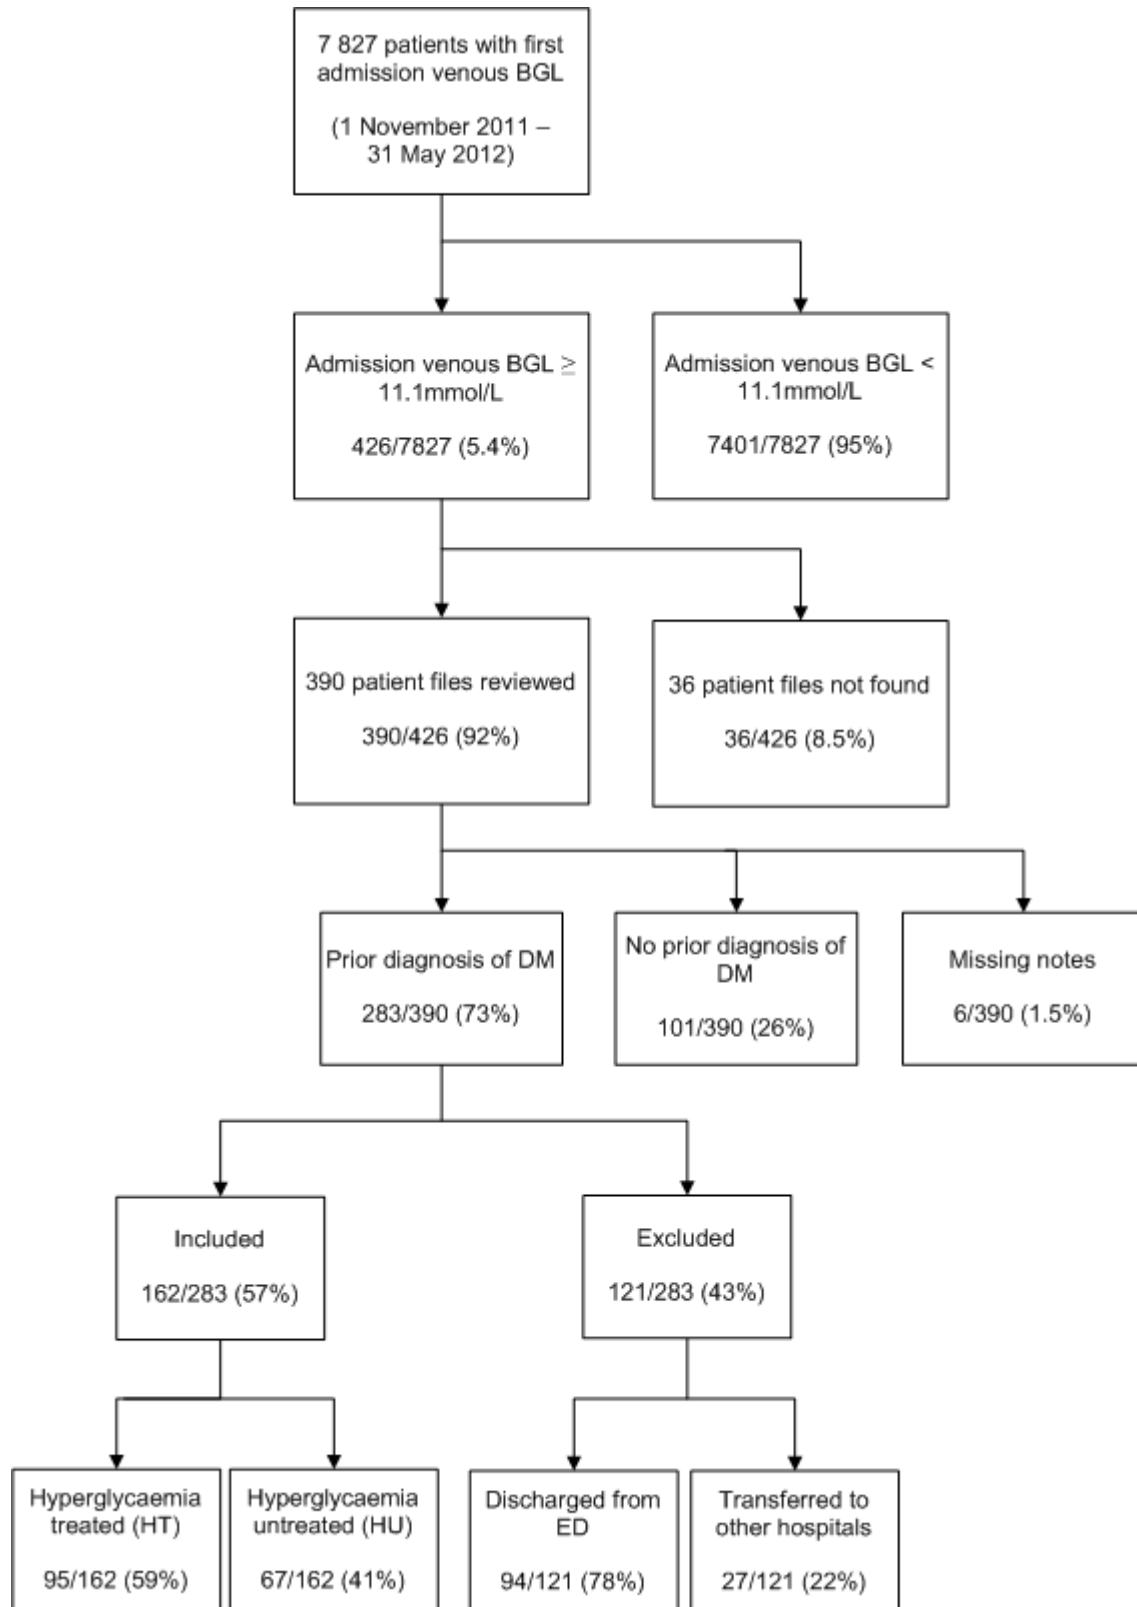 7 827 patients with first
admission venous BGL
(1 November 2011 –
31 May 2012)
Admission venous BGL ≥
11.1mmol/L
426/7827 (5.4%)
Admission venous BGL <
11.1mmol/L
7401/7827 (95%)
390 patient files reviewed
390/426 (92%)
36 patient files not found
36/426 (8.5%)
Prior diagnosis of DM
283/390 (73%)
No prior diagnosis of
DM
101/390 (26%)
Missing notes
6/390 (1.5%)
Included
162/283 (57%)
Excluded
121/283 (43%)
Hyperglycaemia
treated (HT)
95/162 (59%)
Hyperglycaemia
untreated (HU)
67/162 (41%)
Discharged from
ED
94/121 (78%)
Transferred to
other hospitals
27/121 (22%)